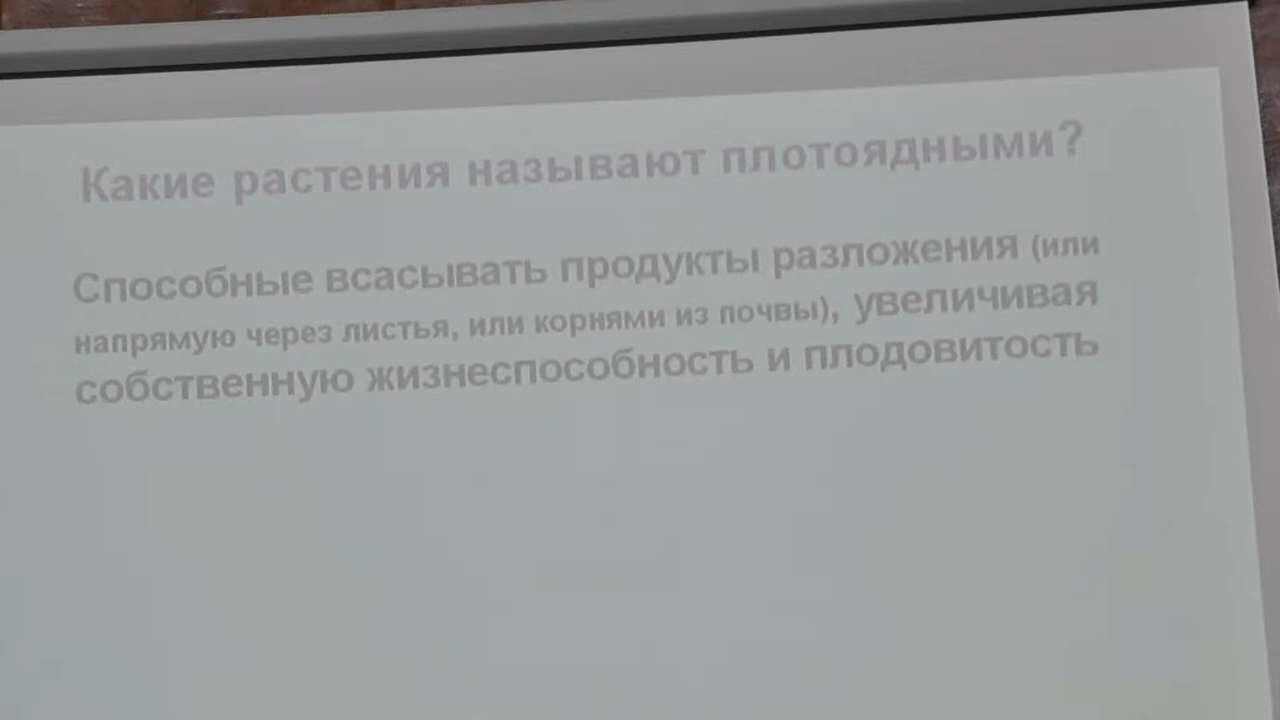 Какие растения называют плотоядными?
Способные всасывать продукты разложения (или
напрямую через листья, или корнями из почвы), увеличивая
собственную жизнеспособность и плодовитость